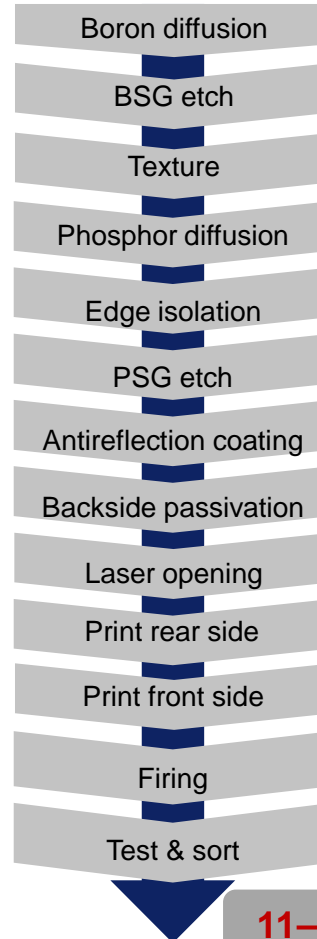 Boron diffusion
BSG etch
Texture
Phosphor diffusion
Edge isolation
PSG etch
Antireflection coating
Backside passivation
Laser opening
Print rear side
Print front side
Firing
Test & sort
11–